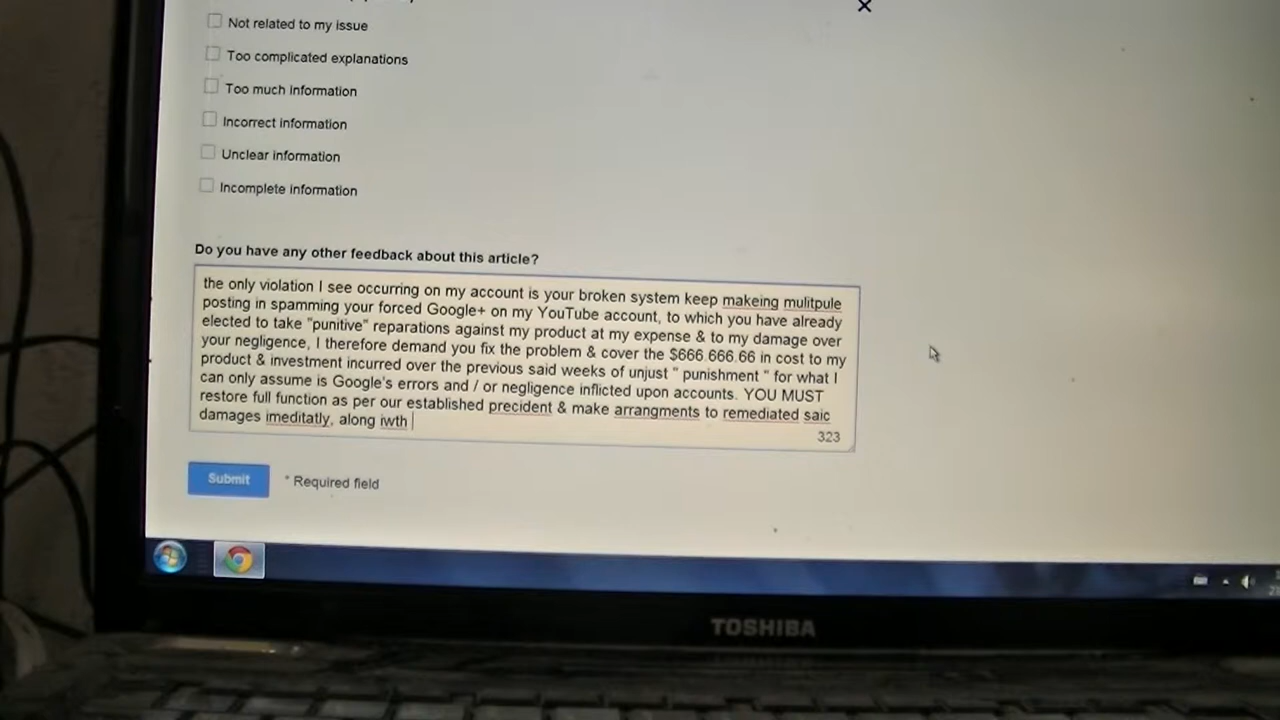 Not related to my issue
Too complicated explanations
Too much information
Incorrect information
Unclear information
Incomplete information
Do you have any other feedback about this article?
the only violation I see occurring on my account is your broken system keep makeing mulitpule
posting in spamming your forced Google+ on my YouTube account, to which you have already
elected to take "punitive" reparations against my product at my expense & to my damage over
your negligence, I therefore demand you fix the problem & cover the $666 666.66 in cost to my
product & investment incurred over the previous said weeks of unjust " punishment " for what I
can only assume is Google's errors and / or negligence inflicted upon accounts. YOU MUST
restore full function as per our established precident & make arrangments to remediated saic
damages imeditatly, along iwth
323
Submit
* Required field
TOSHIBA